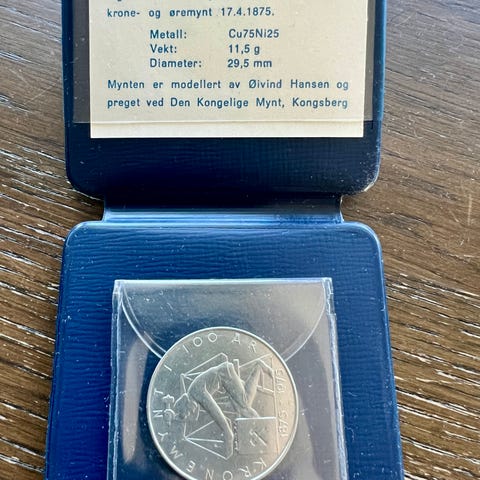 krone- og øremynt 17.4.1875.
Metall: Cu75Ni25
Vekt: 11,5 g
Diameter: 29,5 mm
Mynten er modellert av Øivind Hansen og
preget ved Den Kongelige Mynt, Kongsberg
KRONEMYNT I 100 ÅR
1875 - 1975